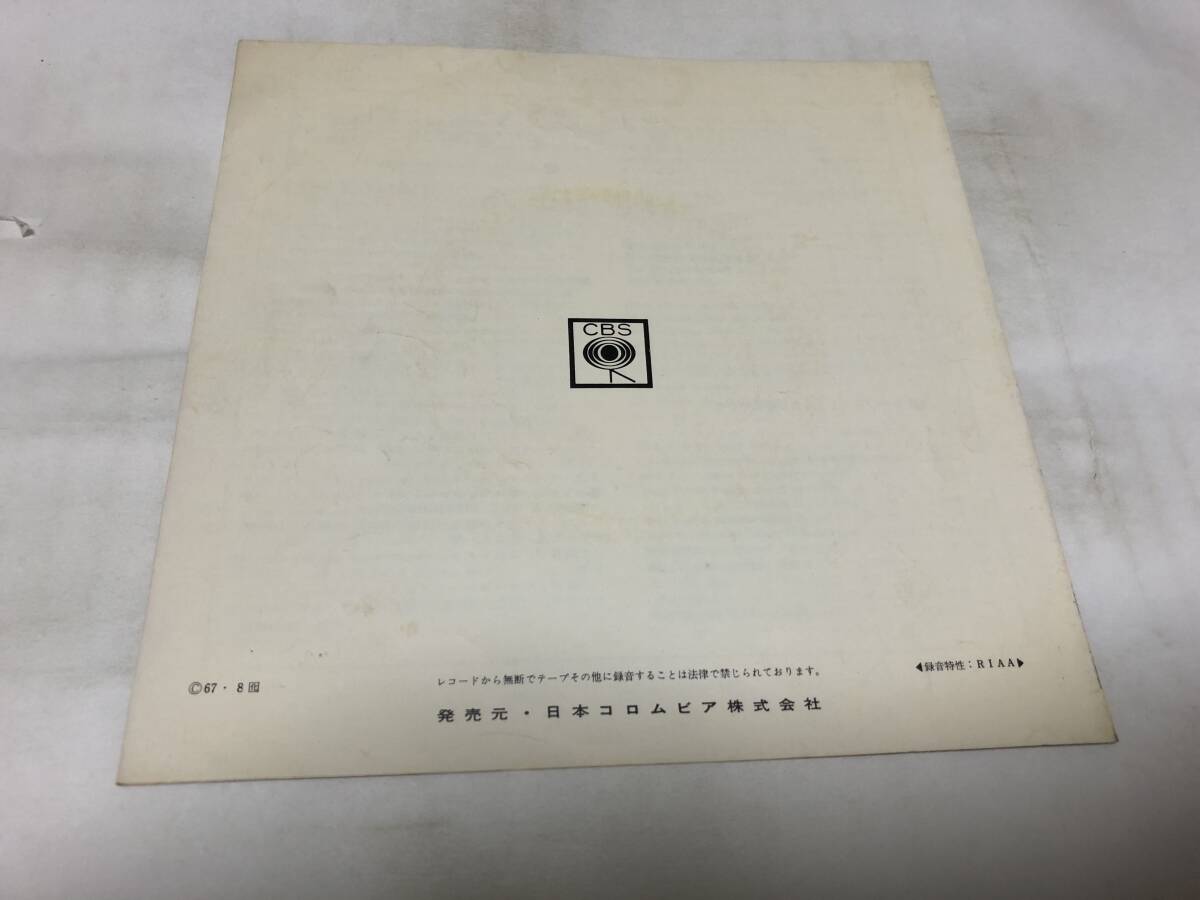 CBS
レコードから無断でテープその他に録音することは法律で禁じられております。
◀録音特性：RIAA▶
©67・8
発売元・日本コロムビア株式会社